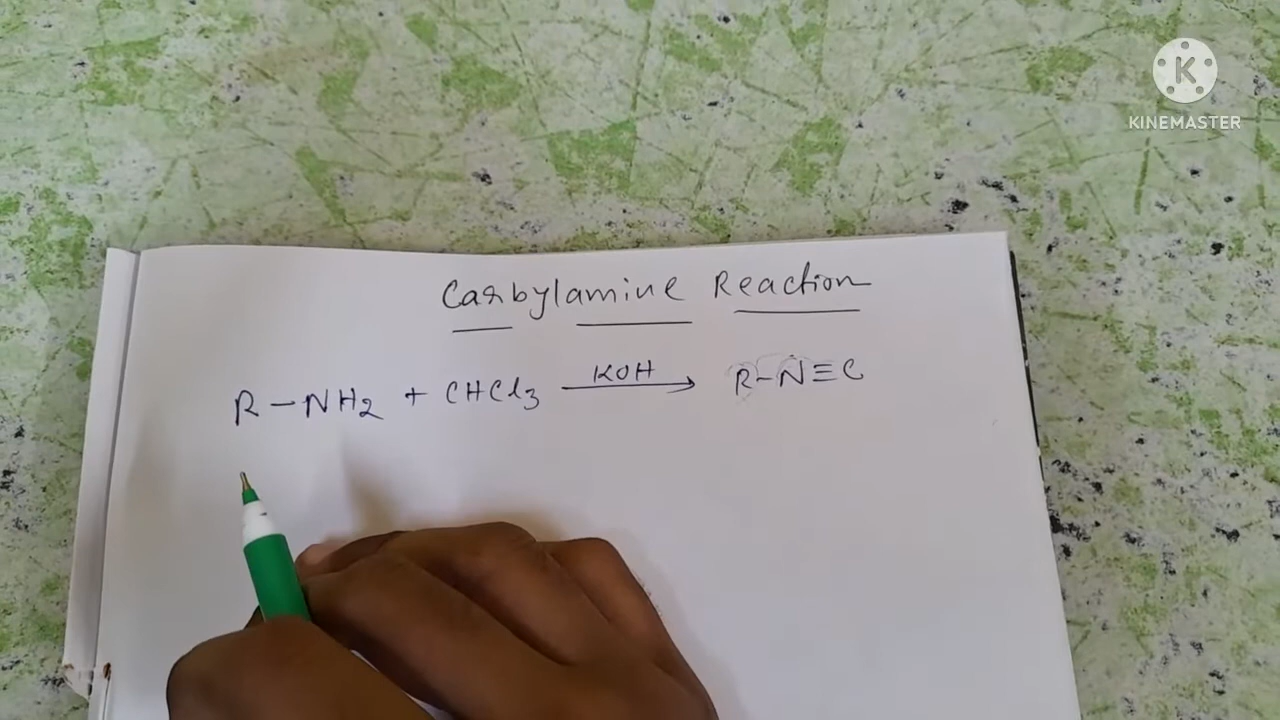 K
KINEMASTER
Carbylamine Reaction
R-NH2 + CHCl3 KOH → R-N≡C